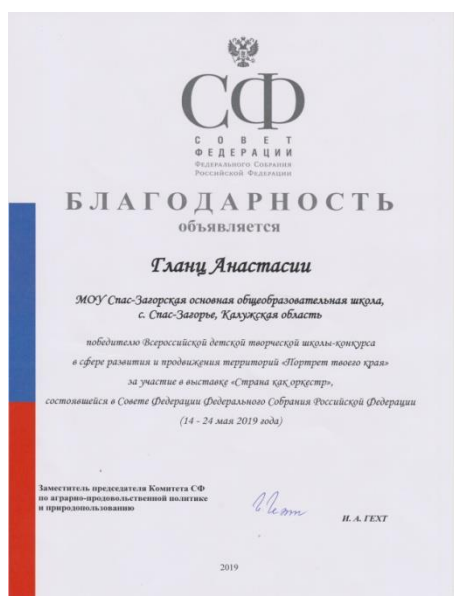 СФ
СОВЕТ
ФЕДЕРАЦИИ
Федерального Собрания
Российской Федерации
БЛАГОДАРНОСТЬ
объявляется
Гланц Анастасии
МОУ Спас-Загорская основная общеобразовательная школа,
с. Спас-Загорье, Калужская область
победителю Всероссийской детской творческой школы-конкурса
в сфере развития и продвижения территорий «Портрет твоего края»
за участие в выставке «Страна как оркестр»,
состоявшейся в Совете Федерации Федерального Собрания Российской Федерации
(14 - 24 мая 2019 года)
Заместитель председателя Комитета СФ
по аграрно-продовольственной политике
и природопользованию
И. А. ГЕХТ
2019